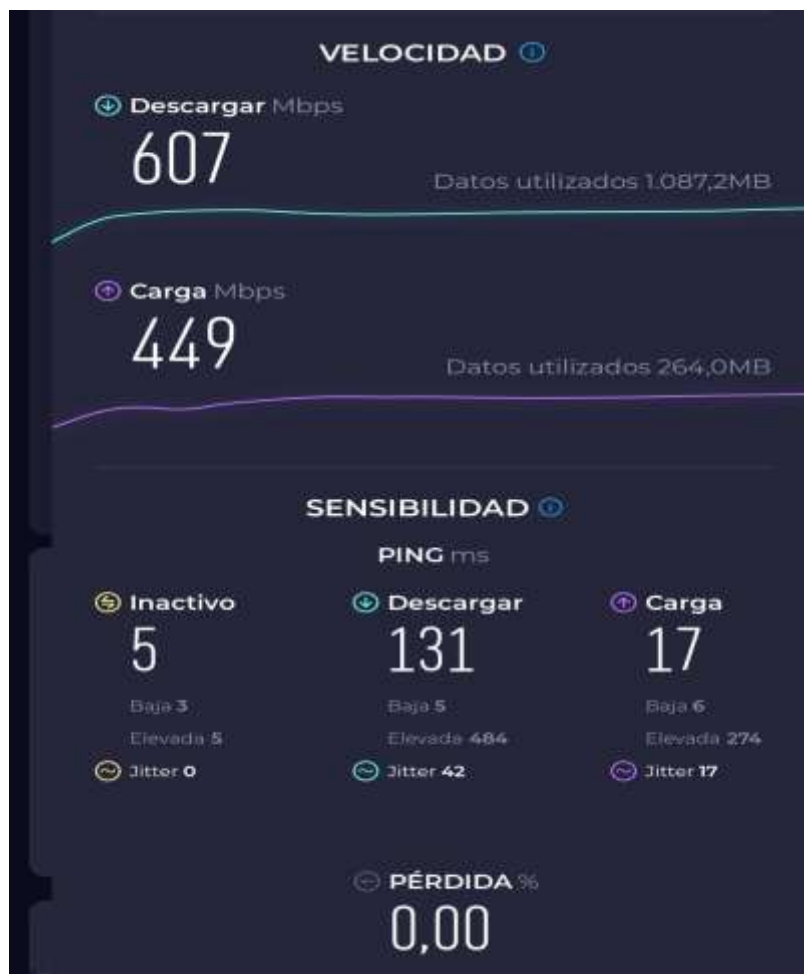 VELOCIDAD
Descargar Mbps
607
Datos utilizados 1.087,2MB
Carga Mbps
449
Datos utilizados 264,0MB
SENSIBILIDAD
PING ms
Inactivo Descargar Carga
5 131 17
Baja 3 Baja 5 Baja 6
Elevada 5 Elevada 484 Elevada 274
Jitter 0 Jitter 42 Jitter 17
PÉRDIDA %
0,00